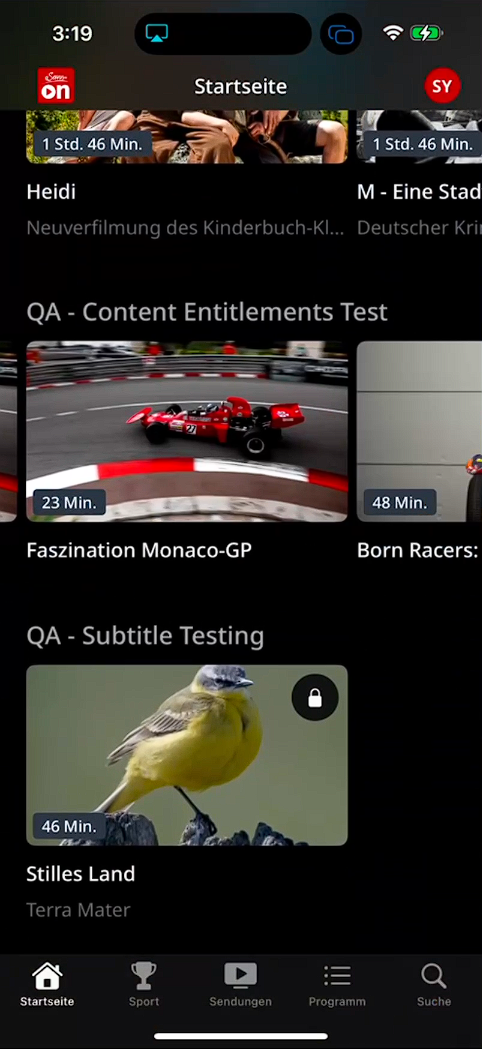 3:19
Servus
on
Startseite
SY
1 Std. 46 Min.
1 Std. 46 Min.
Heidi
M - Eine Stad
Neuverfilmung des Kinderbuch-Kl...
Deutscher Kri
QA - Content Entitlements Test
23 Min.
48 Min.
Faszination Monaco-GP
Born Racers:
QA - Subtitle Testing
46 Min.
Stilles Land
Terra Mater
Startseite
Sport
Sendungen
Programm
Suche